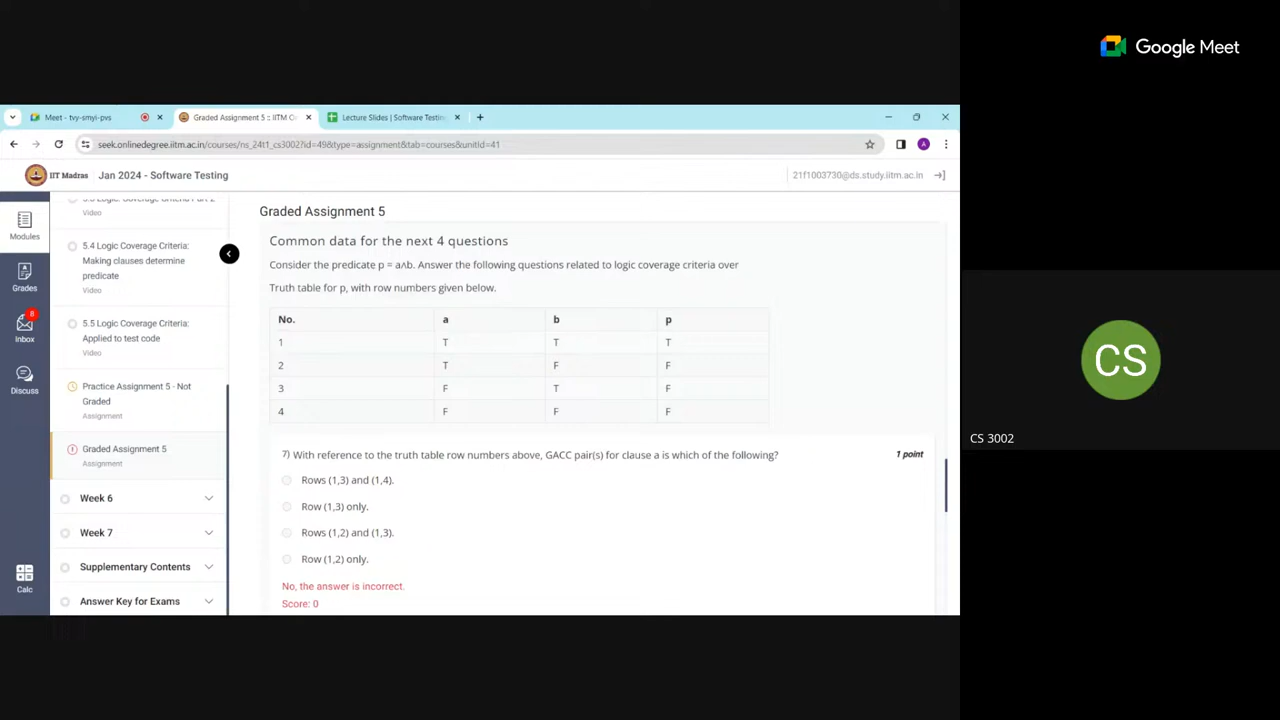 Google Meet
Meet - tvy-smyi-pvs
Graded Assignment 5 :: IITM O
Lecture Slides | Software Testin
seek.onlinedegree.iitm.ac.in/courses/ns_24t1_cs3002?id=49&type=assignment&tab=courses&unitId=41
A
IIT Madras
Jan 2024 - Software Testing
21f1003730@ds.study.iitm.ac.in
Modules
Grades
8
Inbox
Discuss
Calc
Video
5.4 Logic Coverage Criteria:
Making clauses determine
predicate
Video
5.5 Logic Coverage Criteria:
Applied to test code
Video
Practice Assignment 5 - Not
Graded
Assignment
Graded Assignment 5
Assignment
Week 6
Week 7
Supplementary Contents
Answer Key for Exams
Graded Assignment 5
Common data for the next 4 questions
Consider the predicate p = a∧b. Answer the following questions related to logic coverage criteria over
Truth table for p, with row numbers given below.
No. a b p
1 T T T
2 T F F
3 F T F
4 F F F
7) With reference to the truth table row numbers above, GACC pair(s) for clause a is which of the following? 1 point
Rows (1,3) and (1,4).
Row (1,3) only.
Rows (1,2) and (1,3).
Row (1,2) only.
No, the answer is incorrect.
Score: 0
CS
CS 3002